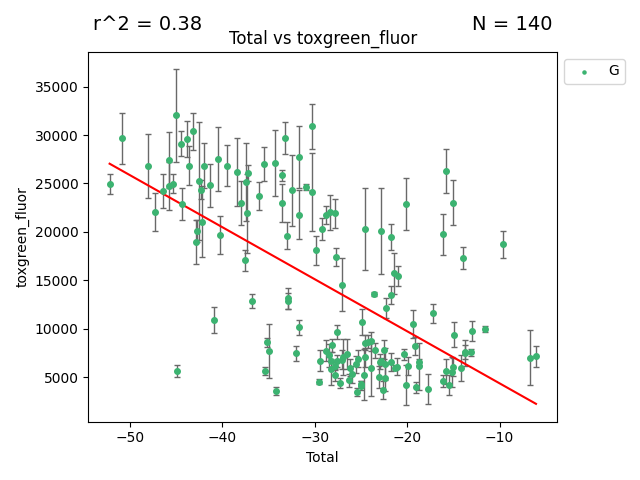 r^2 = 0.38
N = 140
Total vs toxgreen_fluor
G
toxgreen_fluor
35000
30000
25000
20000
15000
10000
5000
−50
−40
−30
−20
−10
Total